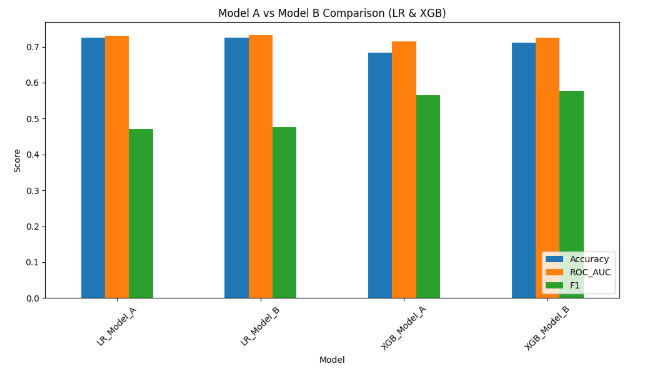 Model A vs Model B Comparison (LR & XGB)
0.7
0.6
0.5
0.4
0.3
0.2
0.1
0.0
Score
LR_Model_A
LR_Model_B
XGB_Model_A
XGB_Model_B
Model
Accuracy
ROC_AUC
F1